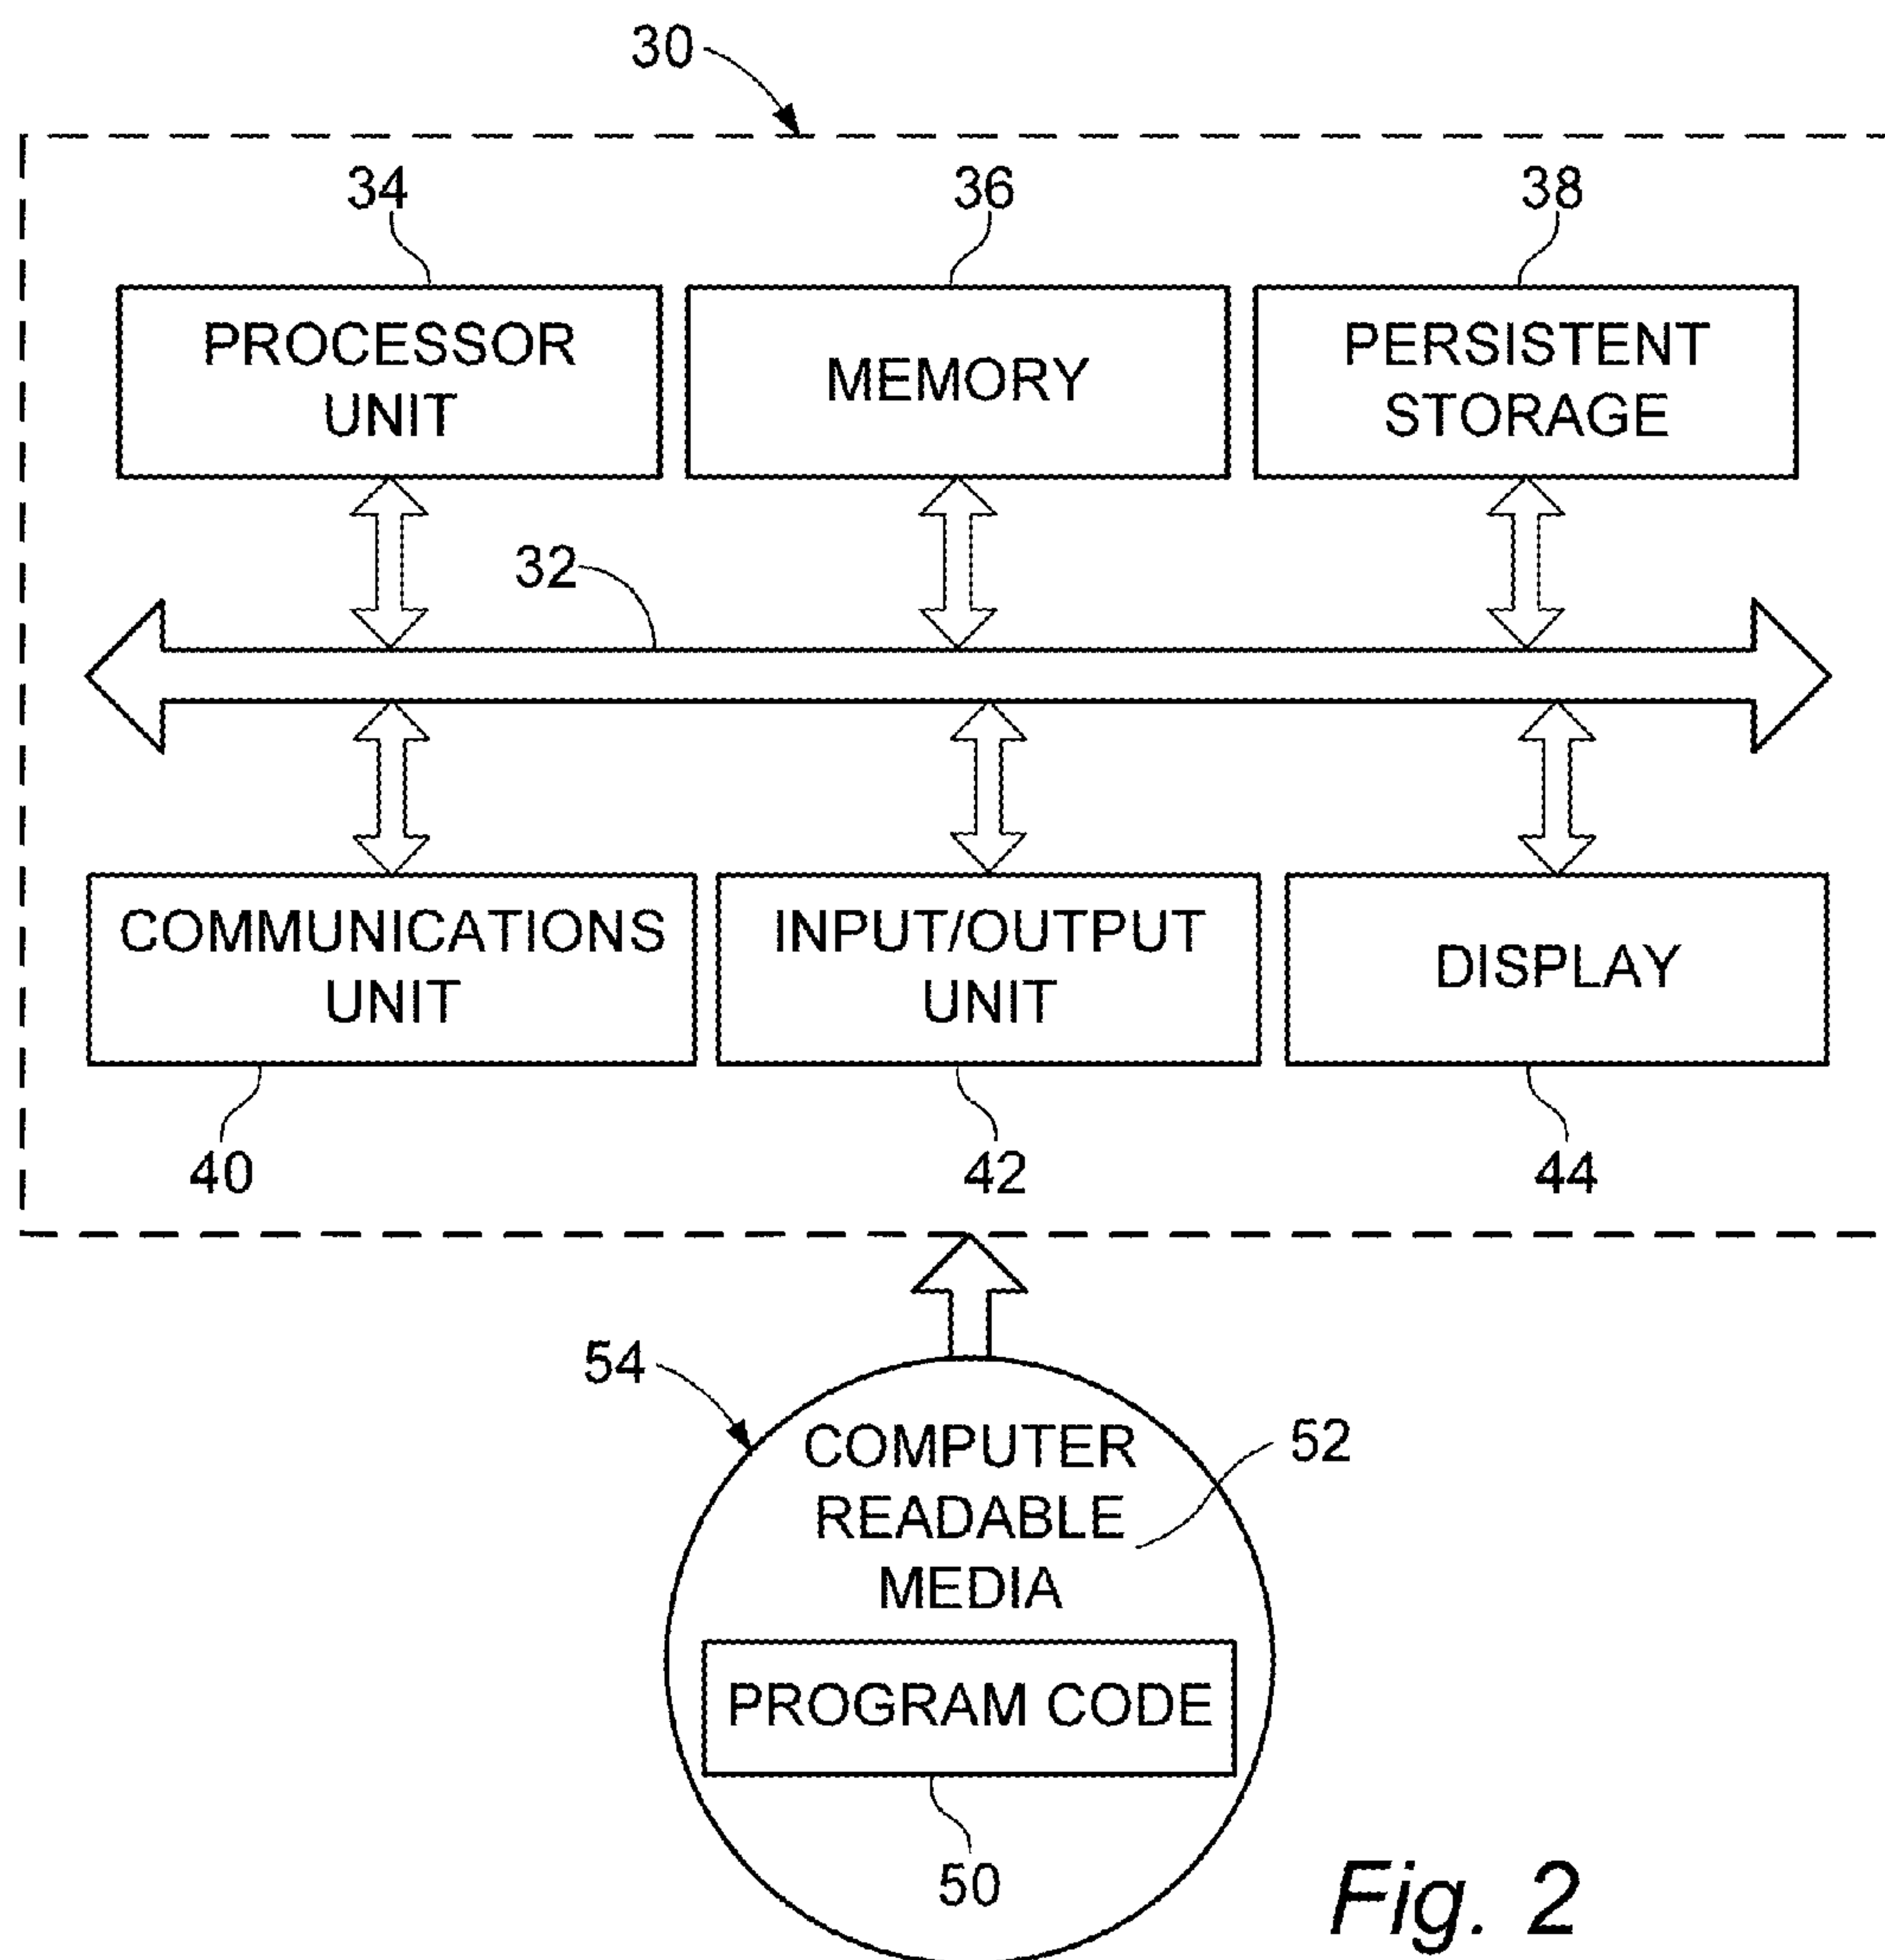 30
34
36
38
PROCESSOR
UNIT
MEMORY
PERSISTENT
STORAGE
32
COMMUNICATIONS
UNIT
INPUT/OUTPUT
UNIT
DISPLAY
40
42
44
54
COMPUTER
READABLE
MEDIA
52
PROGRAM CODE
50
Fig. 2